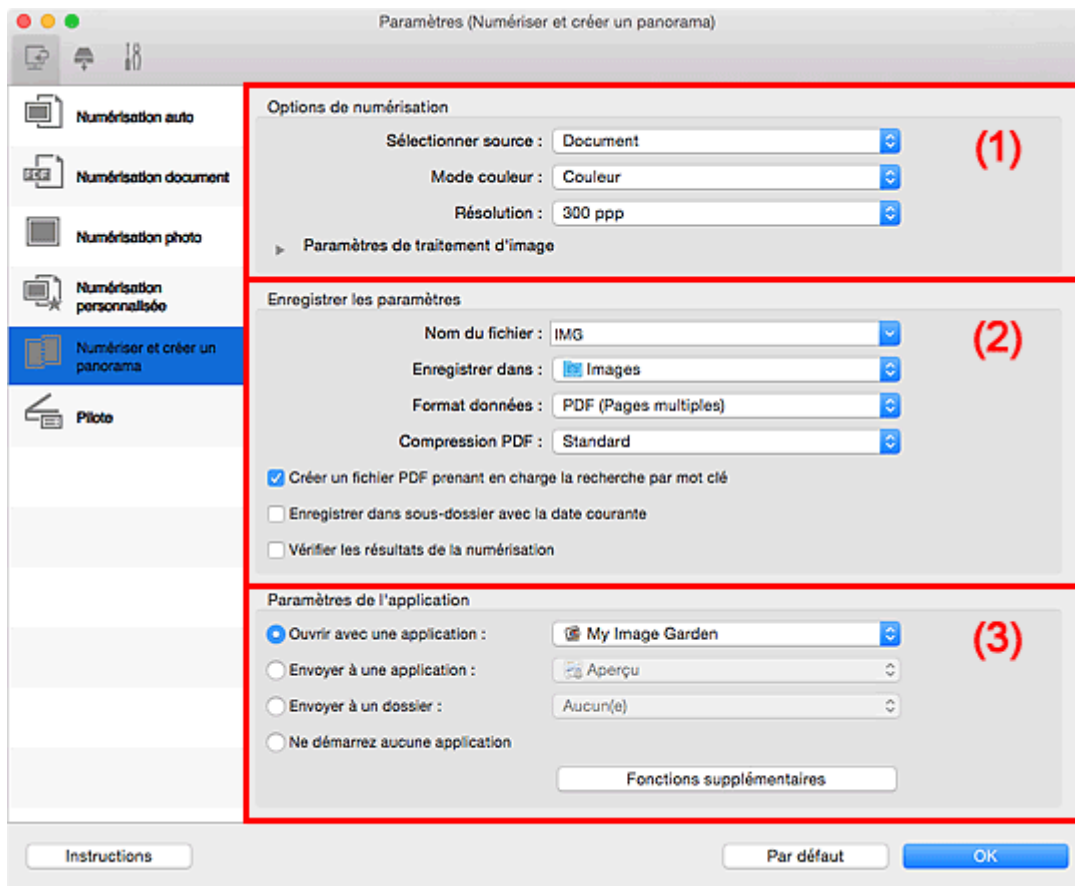 Paramètres (Numériser et créer un panorama)
Numérisation auto
Numérisation document
Numérisation photo
Numérisation
personnalisée
Numériser et créer un
panorama
Pilote
Options de numérisation
(1)
Sélectionner source : Document
Mode couleur : Couleur
Résolution : 300 ppp
Paramètres de traitement d'image
Enregistrer les paramètres
(2)
Nom du fichier : IMG
Enregistrer dans : Images
Format données : PDF (Pages multiples)
Compression PDF : Standard
Créer un fichier PDF prenant en charge la recherche par mot clé
Enregistrer dans sous-dossier avec la date courante
Vérifier les résultats de la numérisation
Paramètres de l'application
(3)
Ouvrir avec une application : My Image Garden
Envoyer à une application : Aperçu
Envoyer à un dossier : Aucun(e)
Ne démarrez aucune application
Fonctions supplémentaires
Instructions
Par défaut
OK